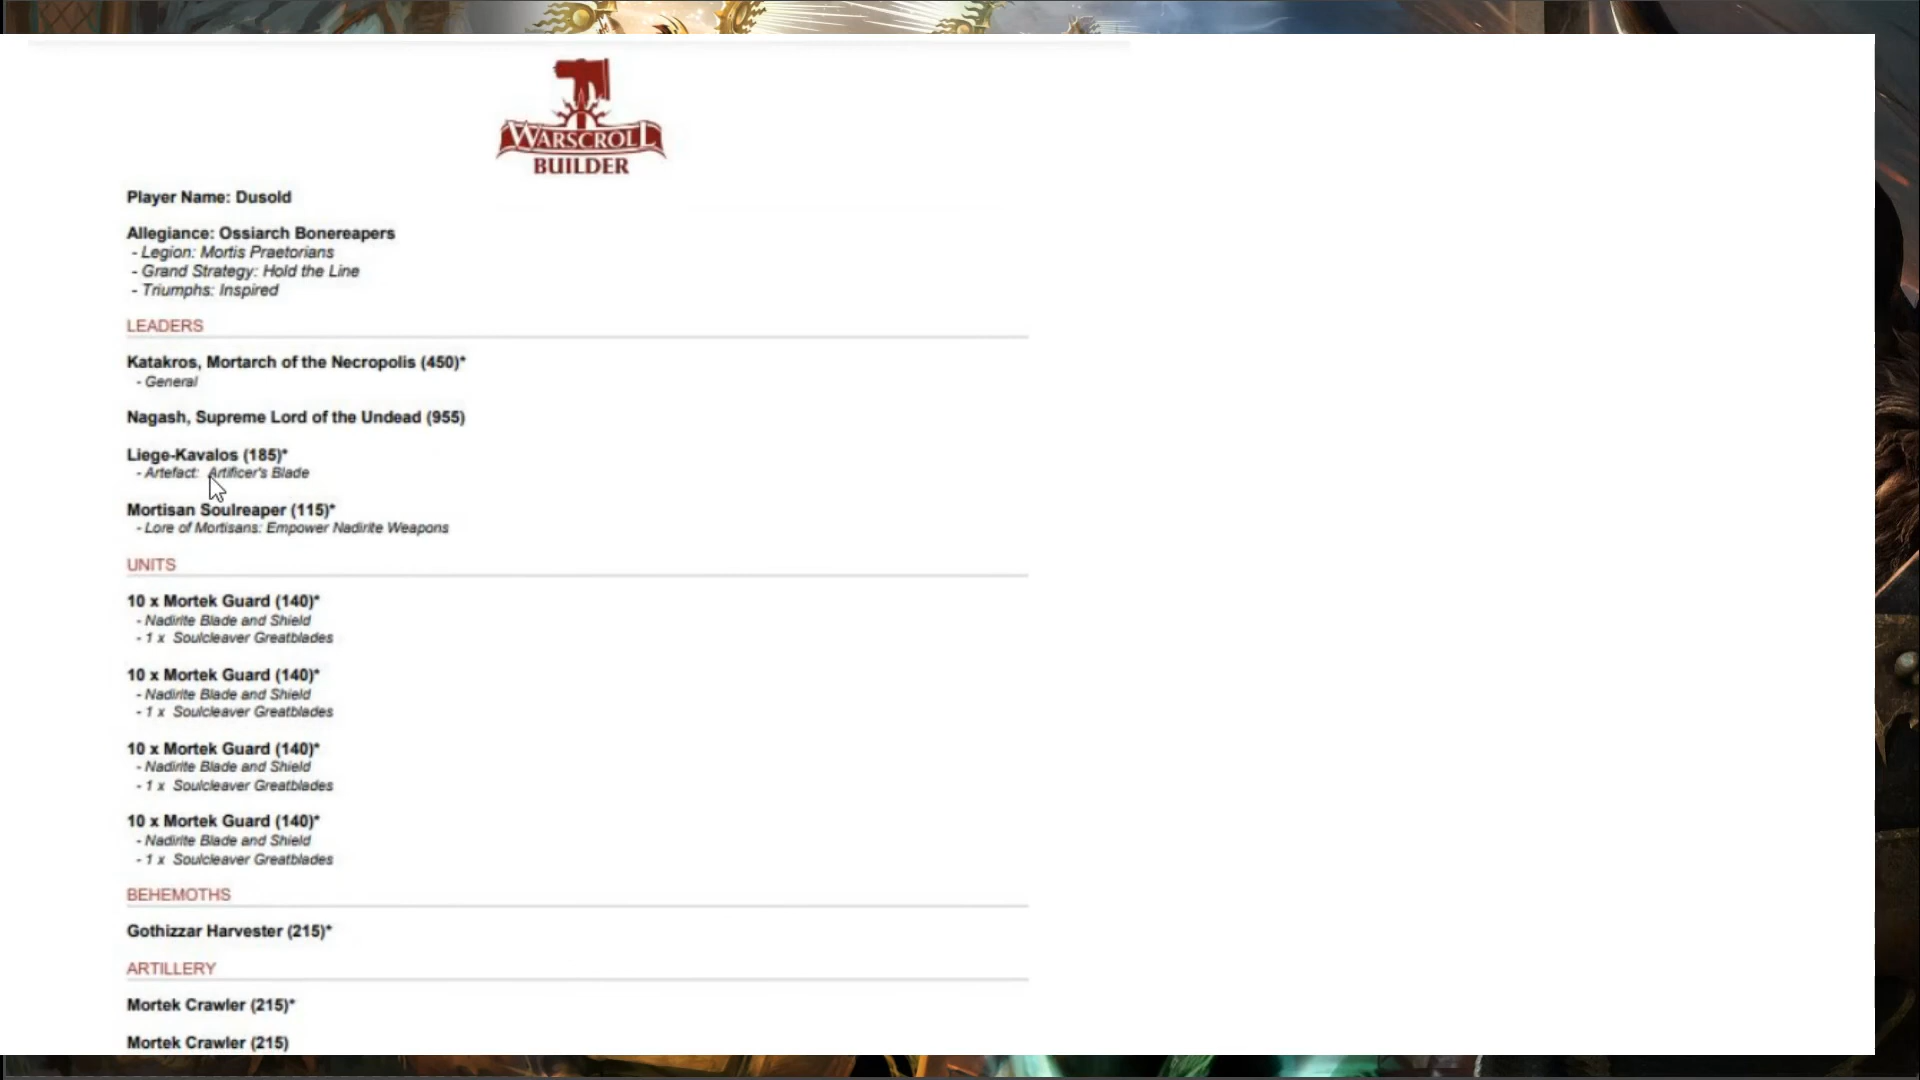 WARSCROLL
BUILDER
Player Name: Dusold
Allegiance: Ossiarch Bonereapers
- Legion: Mortis Praetorians
- Grand Strategy: Hold the Line
- Triumphs: Inspired
LEADERS
Katakros, Mortarch of the Necropolis (450)*
- General
Nagash, Supreme Lord of the Undead (955)
Liege-Kavalos (185)*
- Artefact: Artificer's Blade
Mortisan Soulreaper (115)*
- Lore of Mortisans: Empower Nadirite Weapons
UNITS
10 x Mortek Guard (140)*
- Nadirite Blade and Shield
- 1 x Soulcleaver Greatblades
10 x Mortek Guard (140)*
- Nadirite Blade and Shield
- 1 x Soulcleaver Greatblades
10 x Mortek Guard (140)*
- Nadirite Blade and Shield
- 1 x Soulcleaver Greatblades
10 x Mortek Guard (140)*
- Nadirite Blade and Shield
- 1 x Soulcleaver Greatblades
BEHEMOTHS
Gothizzar Harvester (215)*
ARTILLERY
Mortek Crawler (215)*
Mortek Crawler (215)